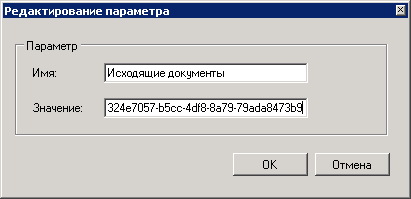 Редактирование параметра
Параметр
Имя: Исходящие документы
Значение: 324e7057-b5cc-4df8-8a79-79ada8473b9
OK Отмена